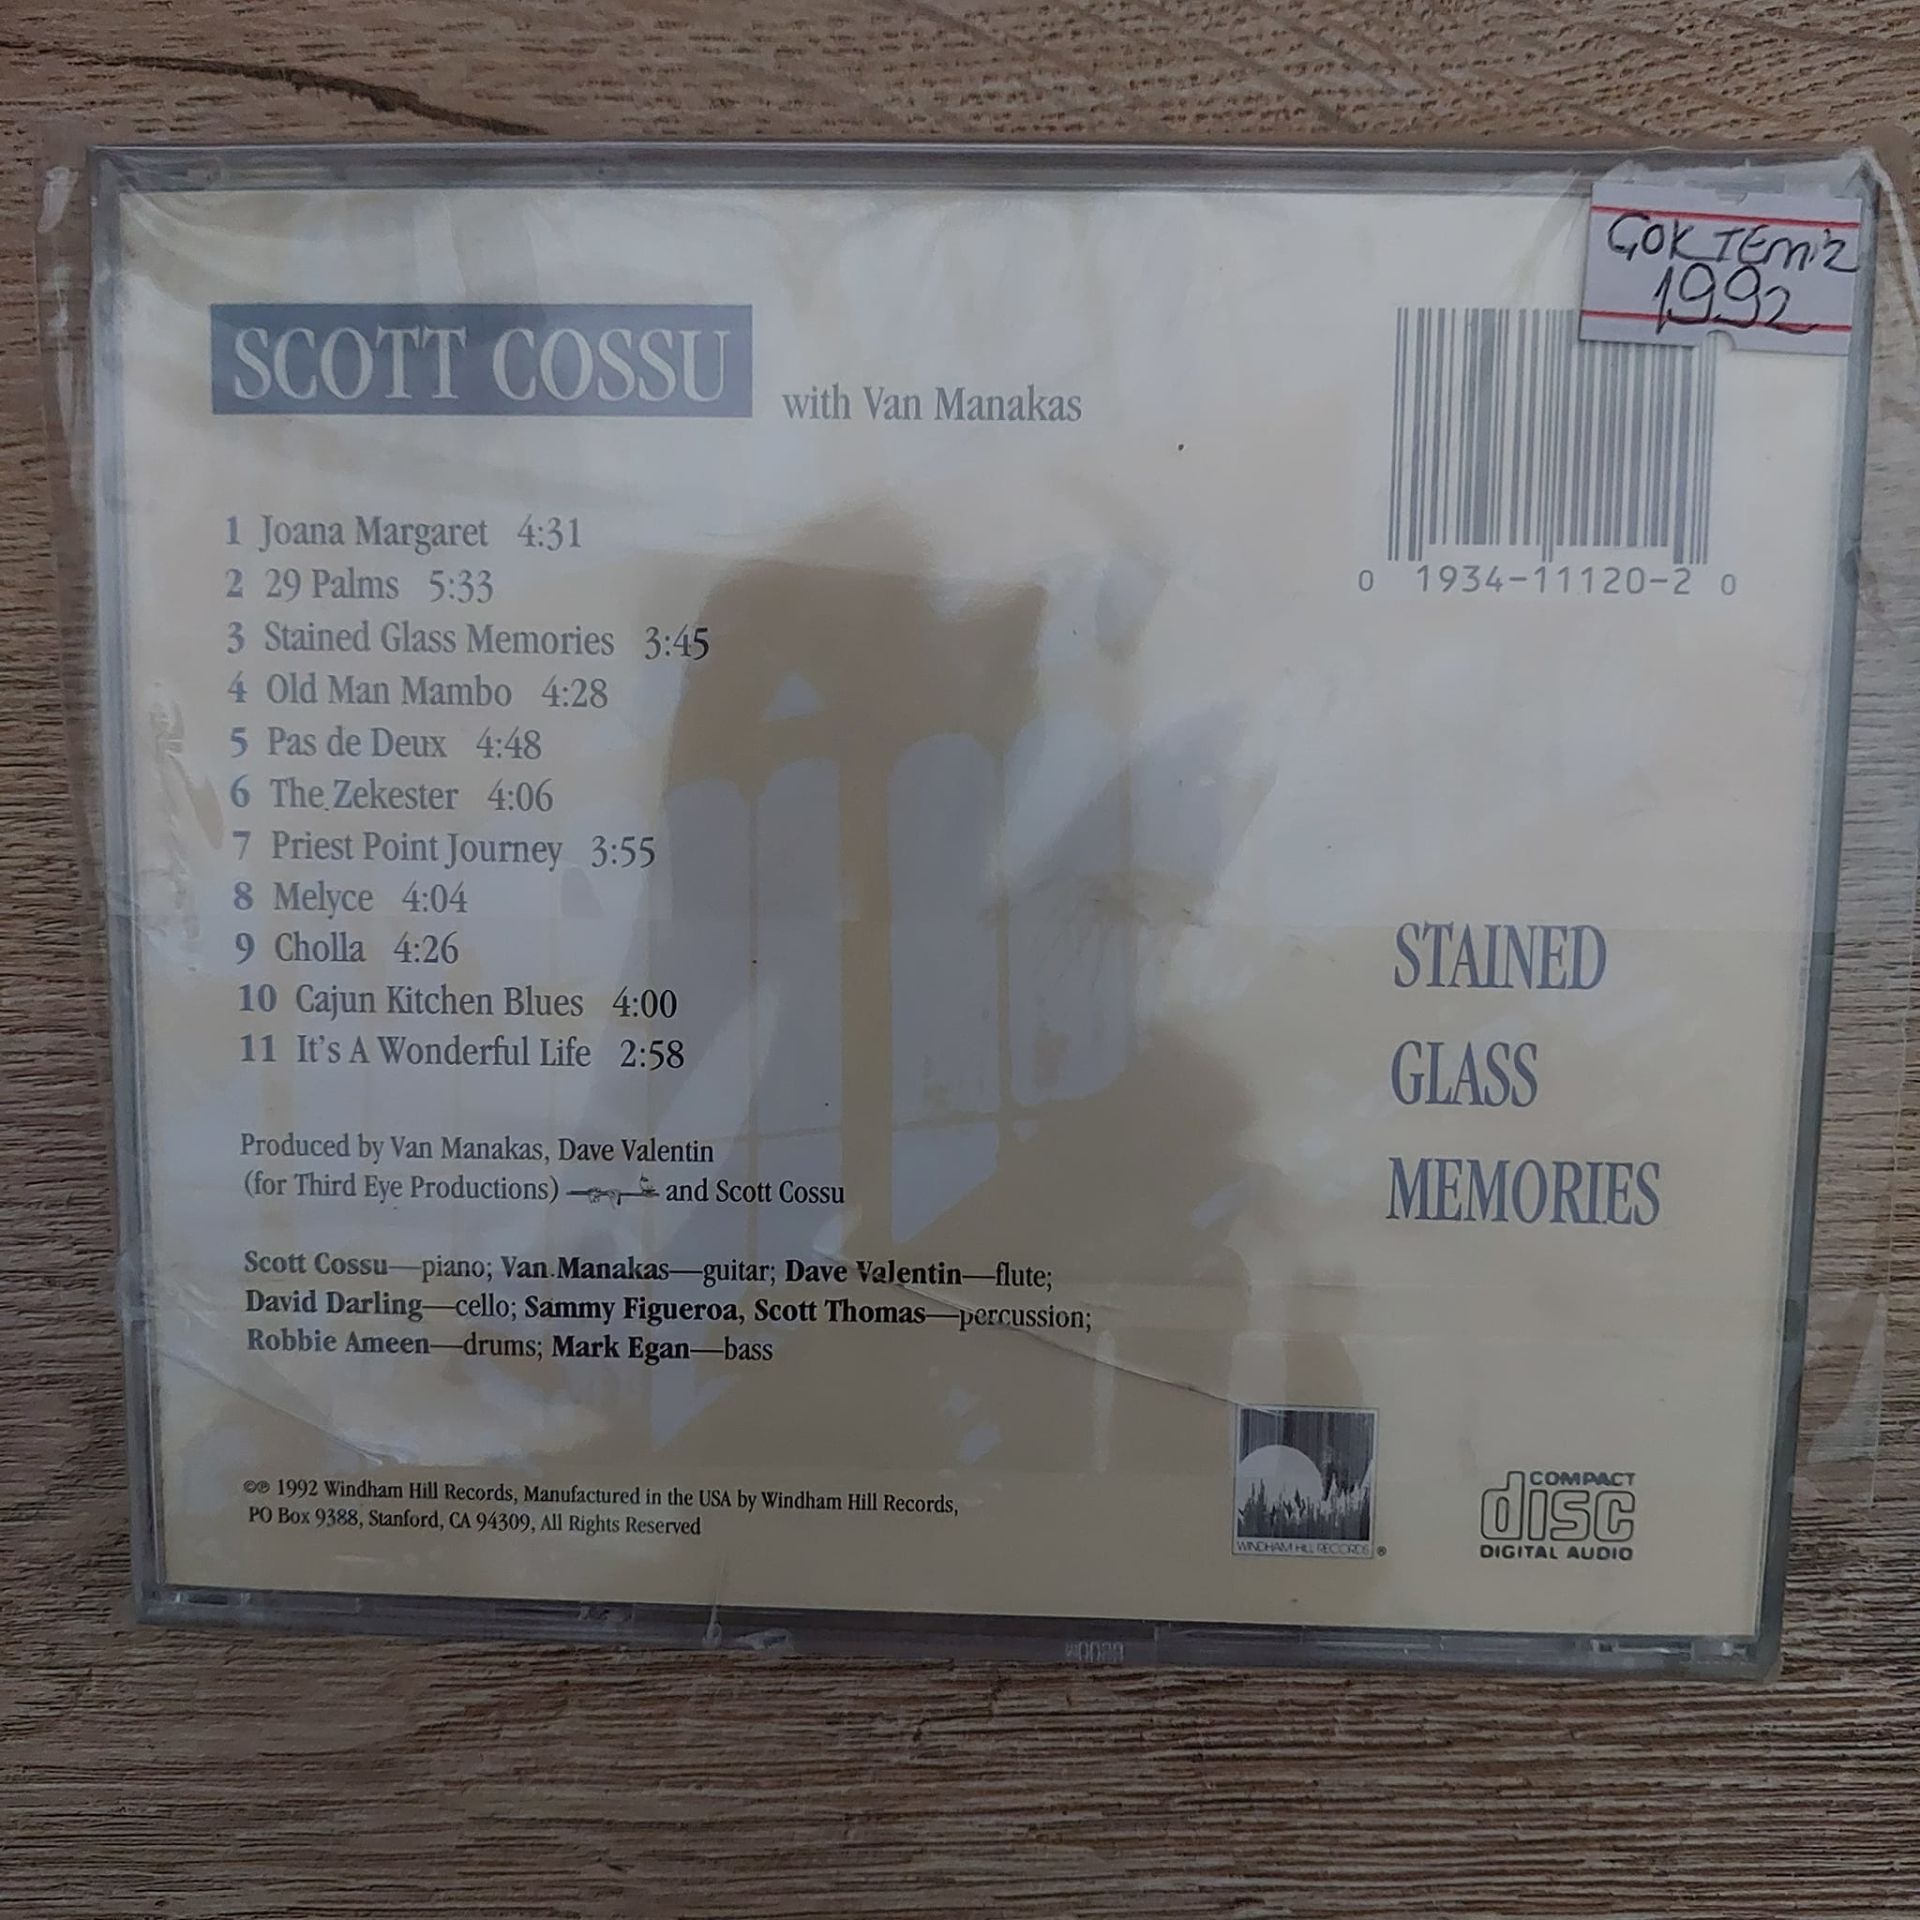 ÇOK TEMİZ
1992
SCOTT COSSU
with Van Manakas
0 1934-11120-2 0
1 Joana Margaret 4:31
2 29 Palms 5:33
3 Stained Glass Memories 3:45
4 Old Man Mambo 4:28
5 Pas de Deux 4:48
6 The Zekester 4:06
7 Priest Point Journey 3:55
8 Melyce 4:04
9 Cholla 4:26
10 Cajun Kitchen Blues 4:00
11 It's A Wonderful Life 2:58
STAINED
GLASS
MEMORIES
Produced by Van Manakas, Dave Valentin
(for Third Eye Productions) and Scott Cossu
Scott Cossu—piano; Van Manakas—guitar; Dave Valentin—flute;
David Darling—cello; Sammy Figueroa, Scott Thomas—percussion;
Robbie Ameen—drums; Mark Egan—bass
©℗ 1992 Windham Hill Records, Manufactured in the USA by Windham Hill Records,
PO Box 9388, Stanford, CA 94309, All Rights Reserved
WINDHAM HILL RECORDS ®
COMPACT
disc
DIGITAL AUDIO